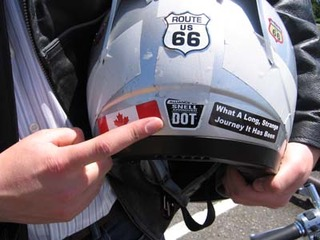 ROUTE
US
66
SNELL
DOT
What A Long, Strange
Journey It Has Been